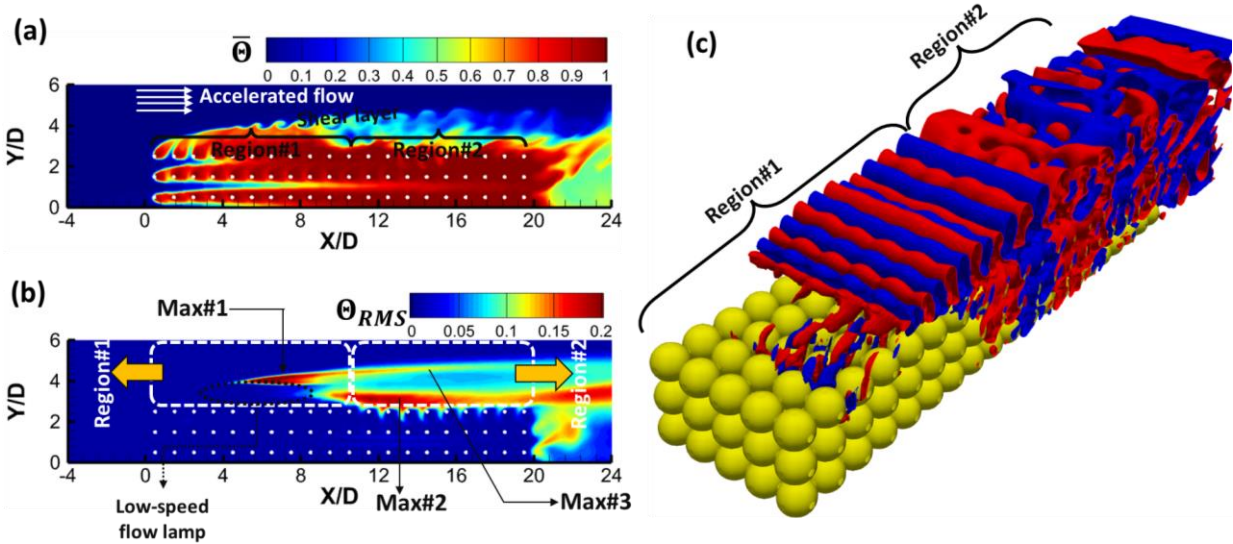 (a)
Θ̅
0 0.1 0.2 0.3 0.4 0.5 0.6 0.7 0.8 0.9 1
Accelerated flow
Shear layer
Region#1
Region#2
Y/D
6
4
2
0
-4 0 4 8 12 16 20 24
X/D
(b)
Max#1
Θ_RMS
0 0.05 0.1 0.15 0.2
Region#1
Region#2
Y/D
6
4
2
0
-4 0 4 8 12 16 20 24
X/D
Low-speed
flow lamp
Max#2
Max#3
(c)
Region#1
Region#2